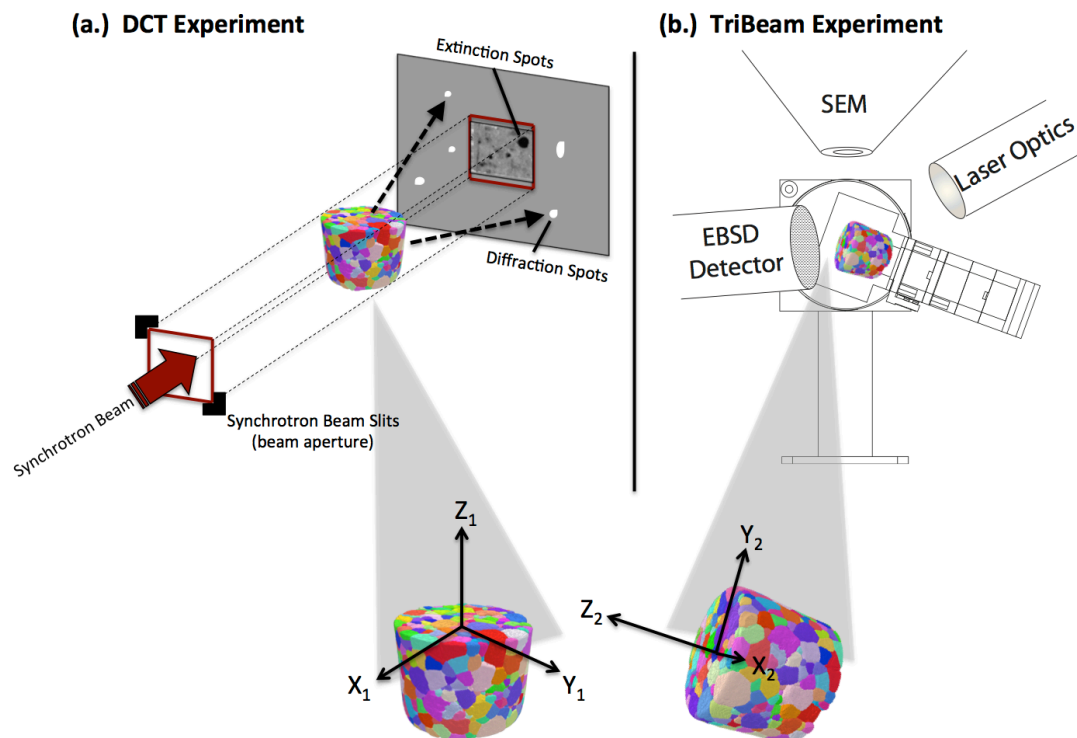 (a.) DCT Experiment
Extinction Spots
Diffraction Spots
Synchrotron Beam
Synchrotron Beam Slits
(beam aperture)
Z₁
X₁
Y₁
(b.) TriBeam Experiment
SEM
Laser Optics
EBSD
Detector
Y₂
Z₂
X₂